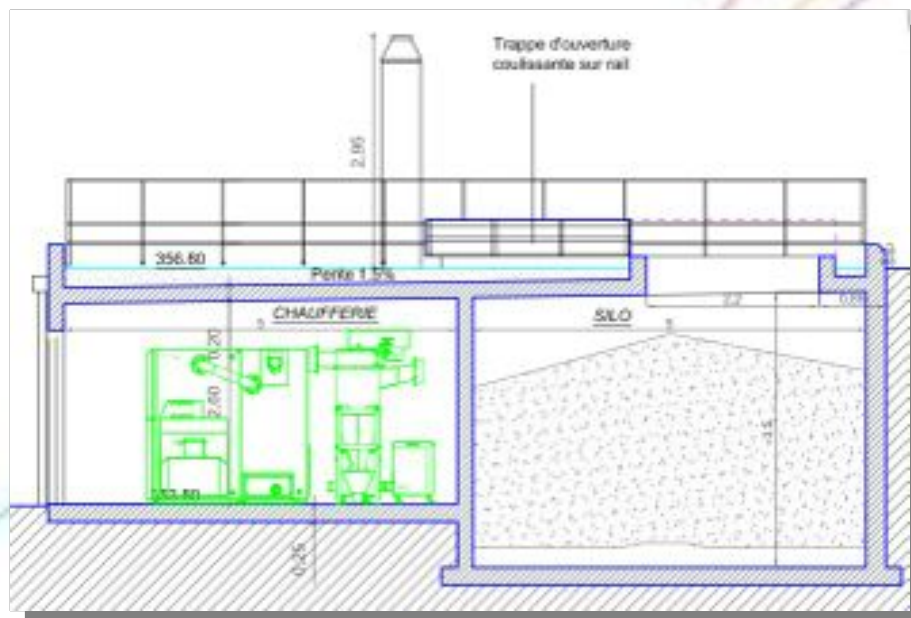 Trappe d'ouverture
coulissante sur rail
2,95
356.60
Pente 1.5%
CHAUFFERIE
SILO
2,2
5
5
0,20
2,60
0,25